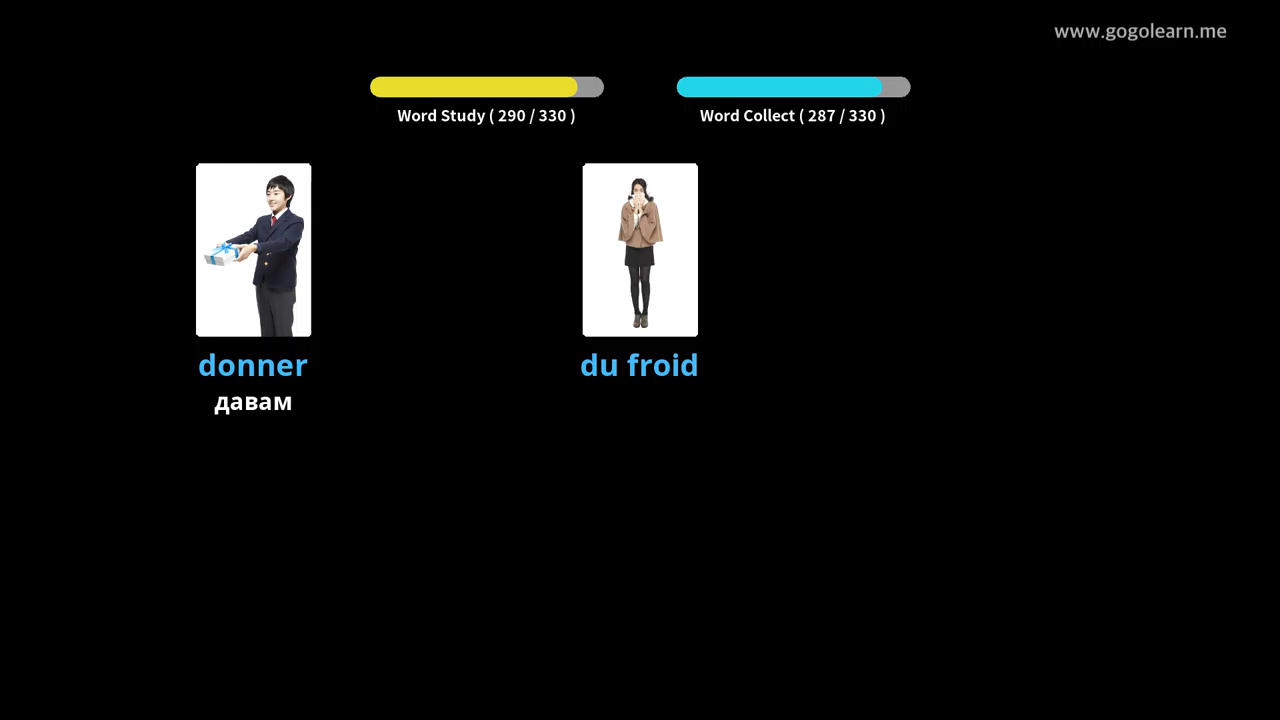 www.gogolearn.me
Word Study ( 290 / 330 )
Word Collect ( 287 / 330 )
donner
давам
du froid